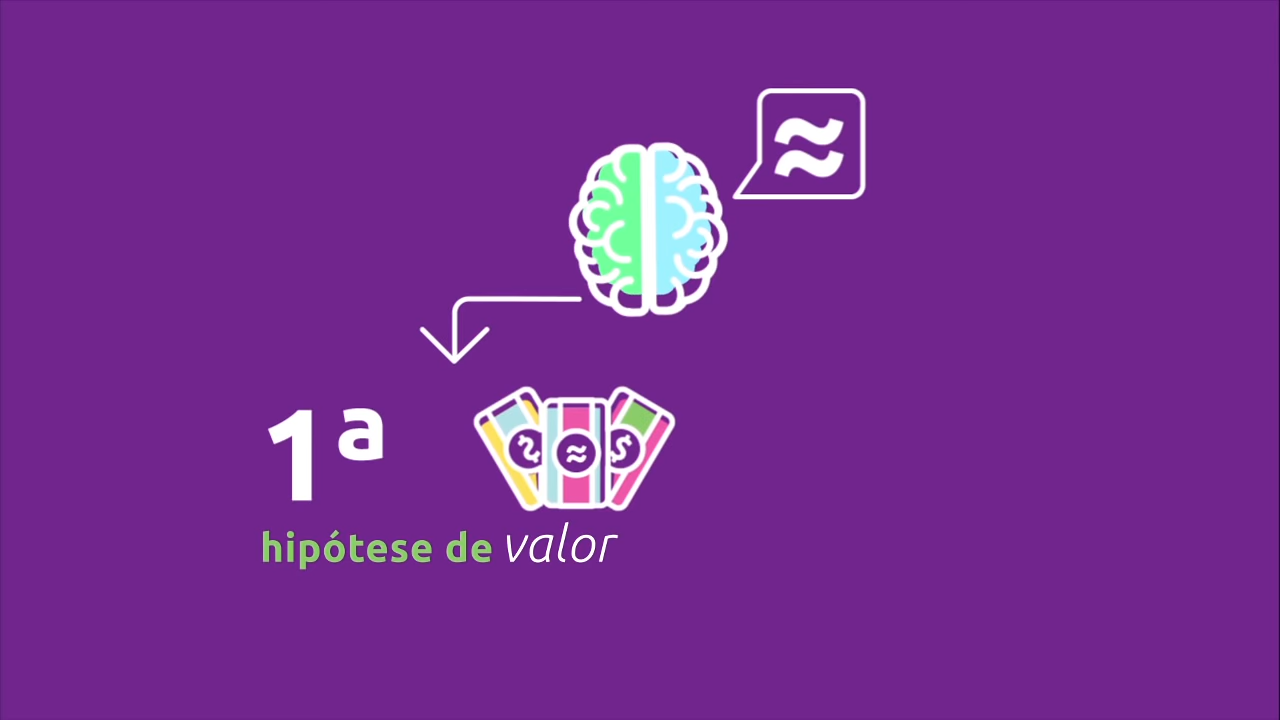 ≈
1ª
≈
hipótese de valor